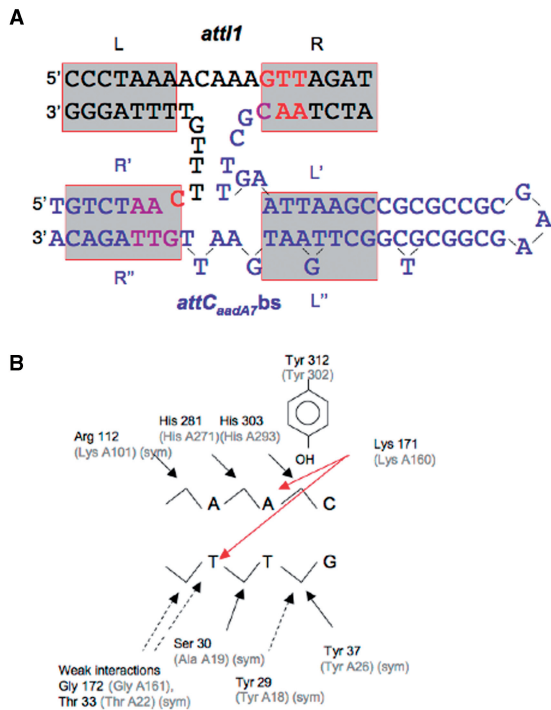 A
attI1
L R
5' CCCTAAAACAAAGTTAGAT
3' GGGATTTT CAATCTA
G
G
C
T
T
T
T
R' T GA L'
5' TGTCTAA C ATTAAGCCGCGCCGC G
A
3' ACAGATTGT AA TAATTCGGCGCGGCG A
T G G T
R" attCaadA7bs L"
B
Tyr 312
(Tyr 302)
His 281 His 303
(His A271)(His A293)
Arg 112
(Lys A101) (sym)
OH
Lys 171
(Lys A160)
A A C
T T G
Ser 30
(Ala A19) (sym)
Tyr 37
(Tyr A26) (sym)
Weak interactions
Gly 172 (Gly A161),
Thr 33 (Thr A22) (sym)
Tyr 29
(Tyr A18) (sym)